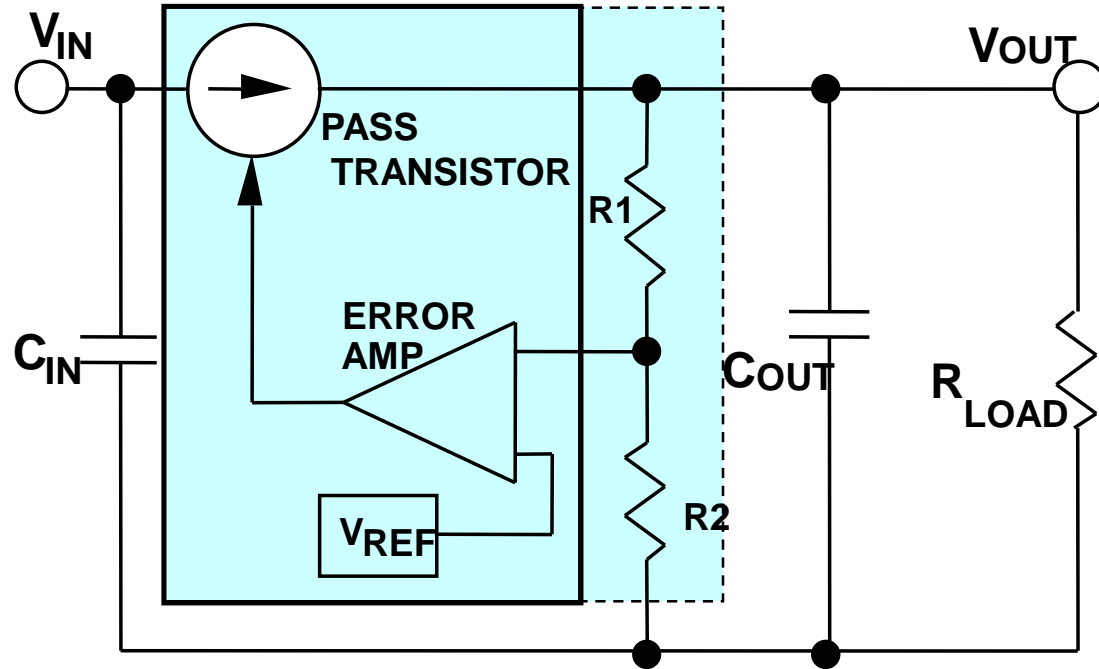 VIN
VOUT
PASS
TRANSISTOR
R1
ERROR
AMP
CIN
COUT
RLOAD
R2
VREF